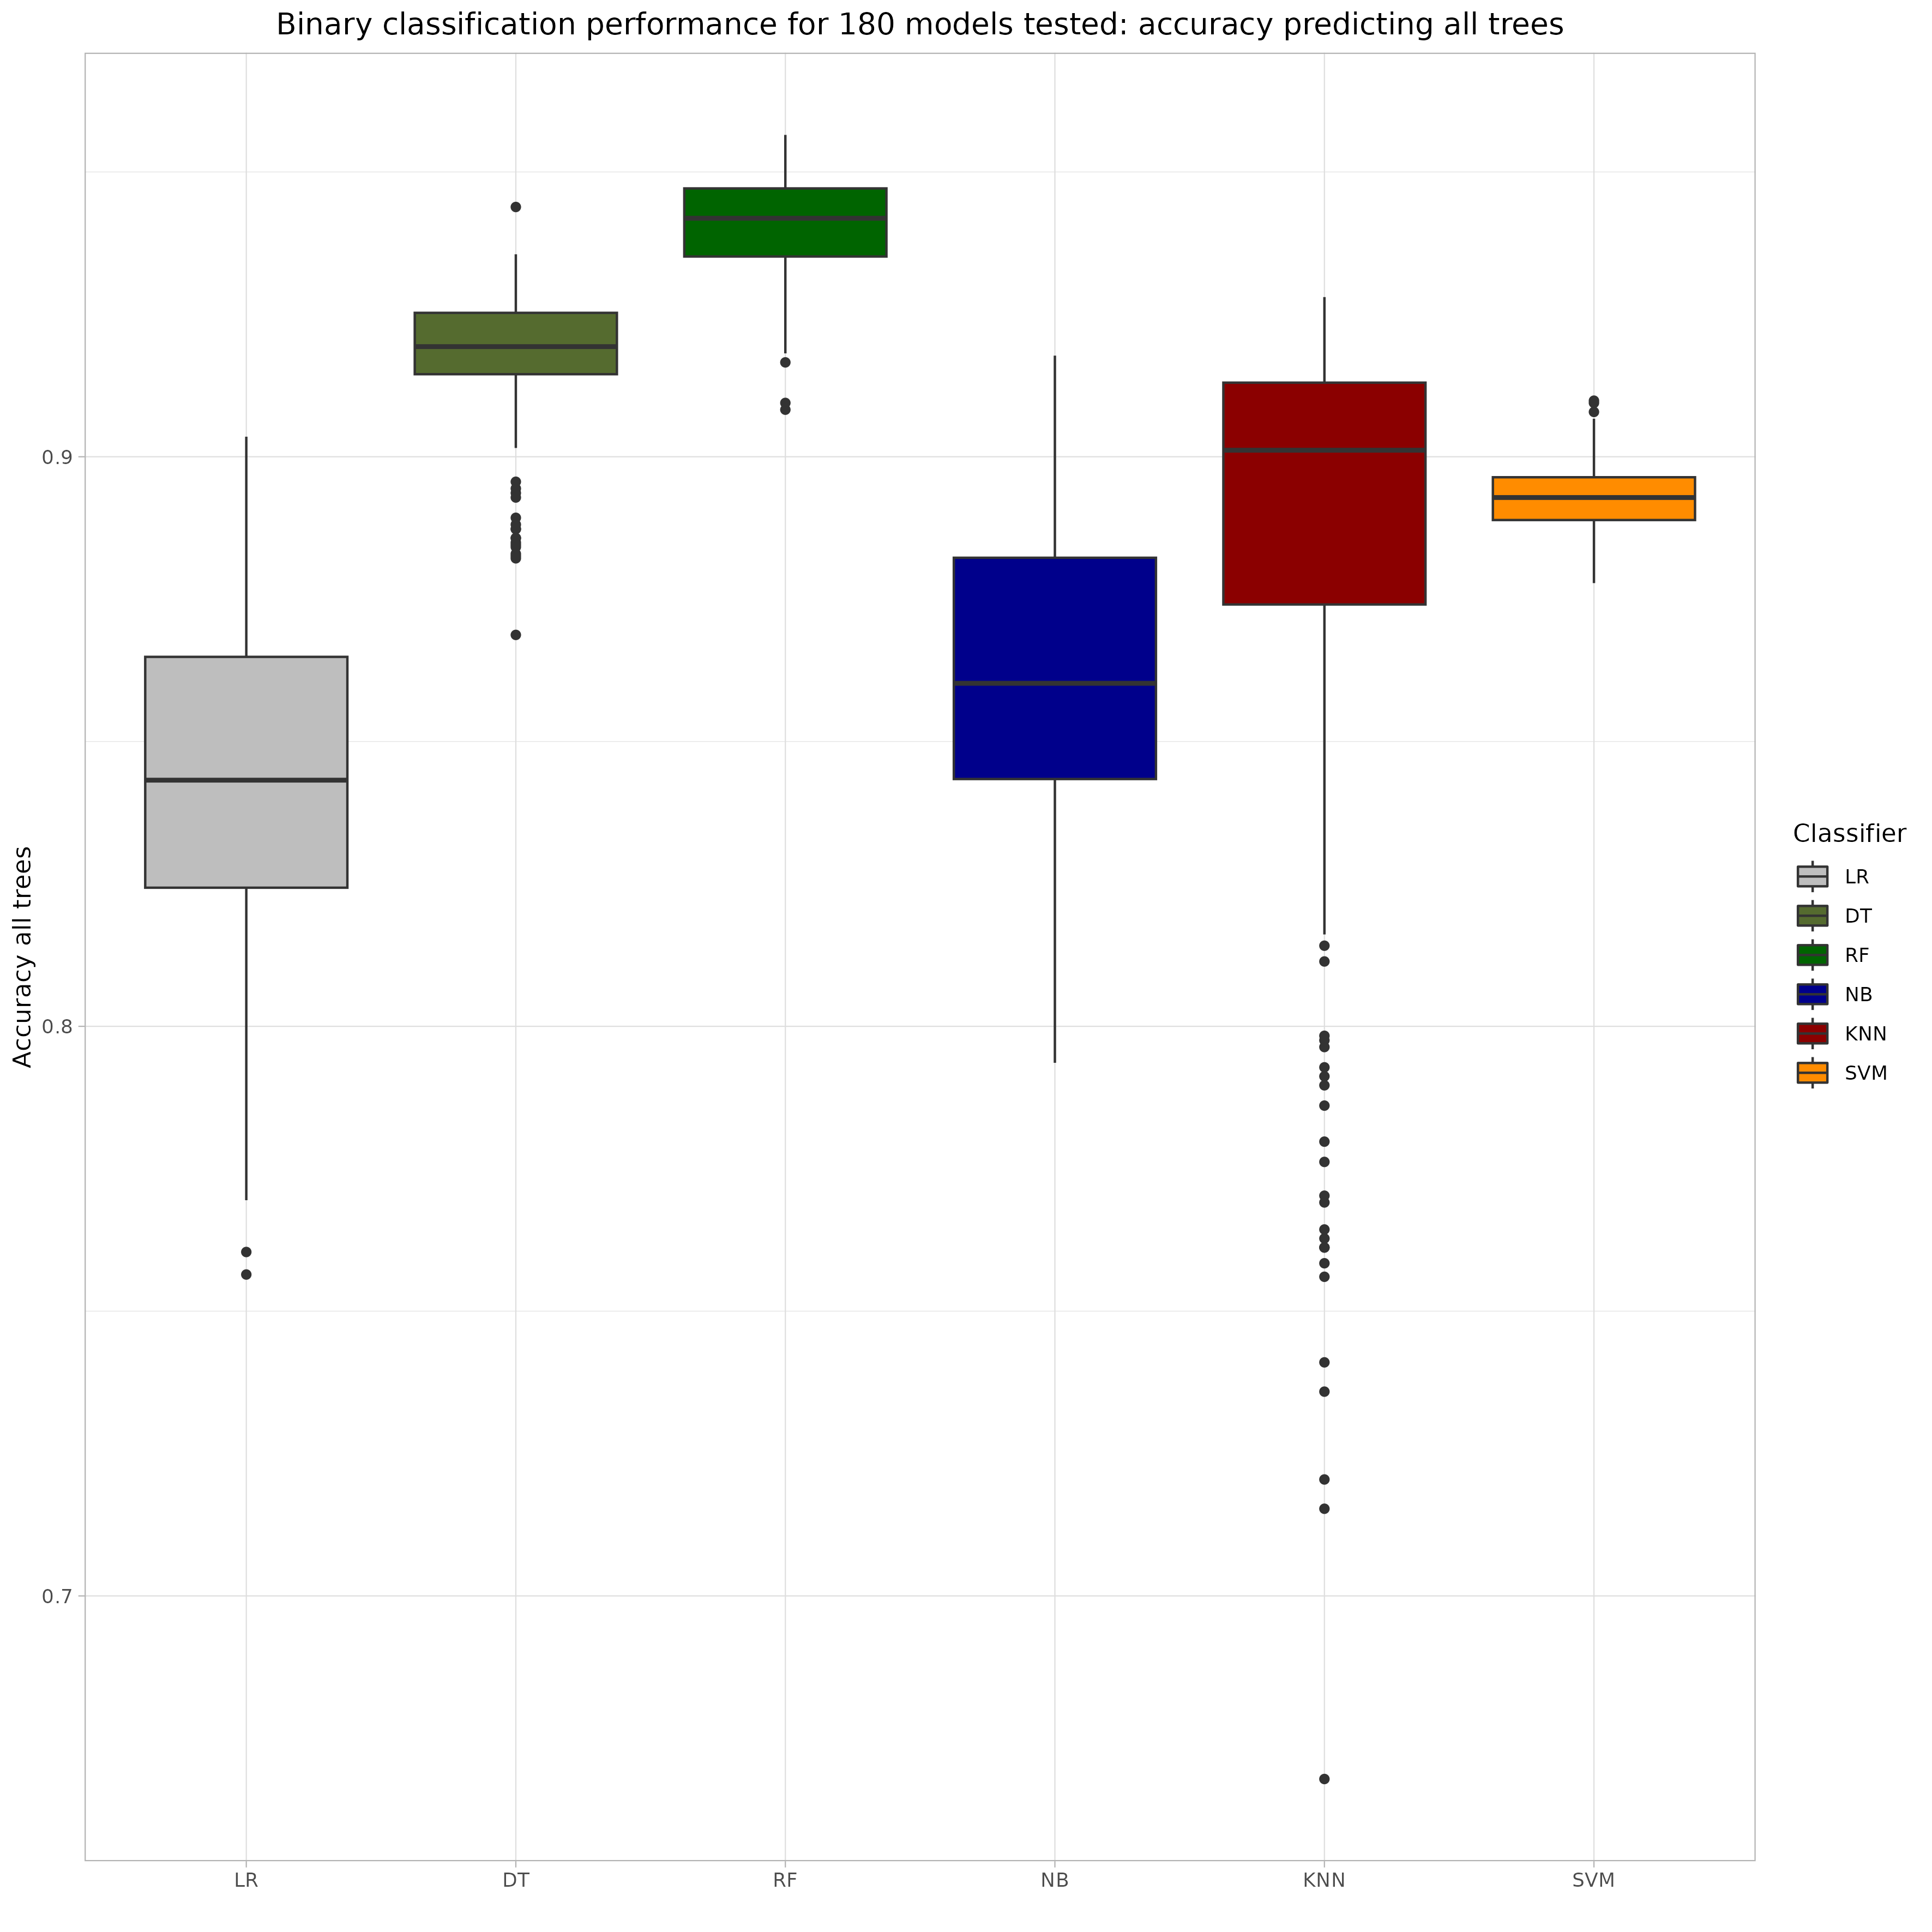 Binary classification performance for 180 models tested: accuracy predicting all trees
Accuracy all trees
0.9
0.8
0.7
LR
DT
RF
NB
KNN
SVM
Classifier
LR
DT
RF
NB
KNN
SVM